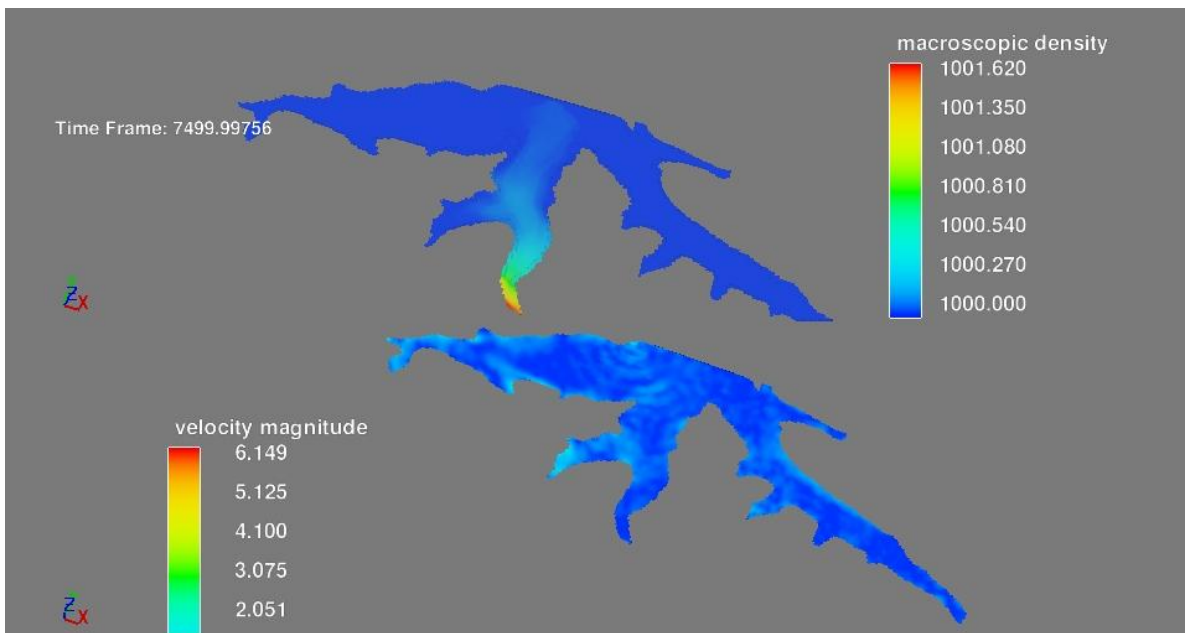 macroscopic density
1001.620
1001.350
Time Frame: 7499.99756
1001.080
1000.810
1000.540
1000.270
1000.000
Z
X
velocity magnitude
6.149
5.125
4.100
3.075
2.051
Z
X